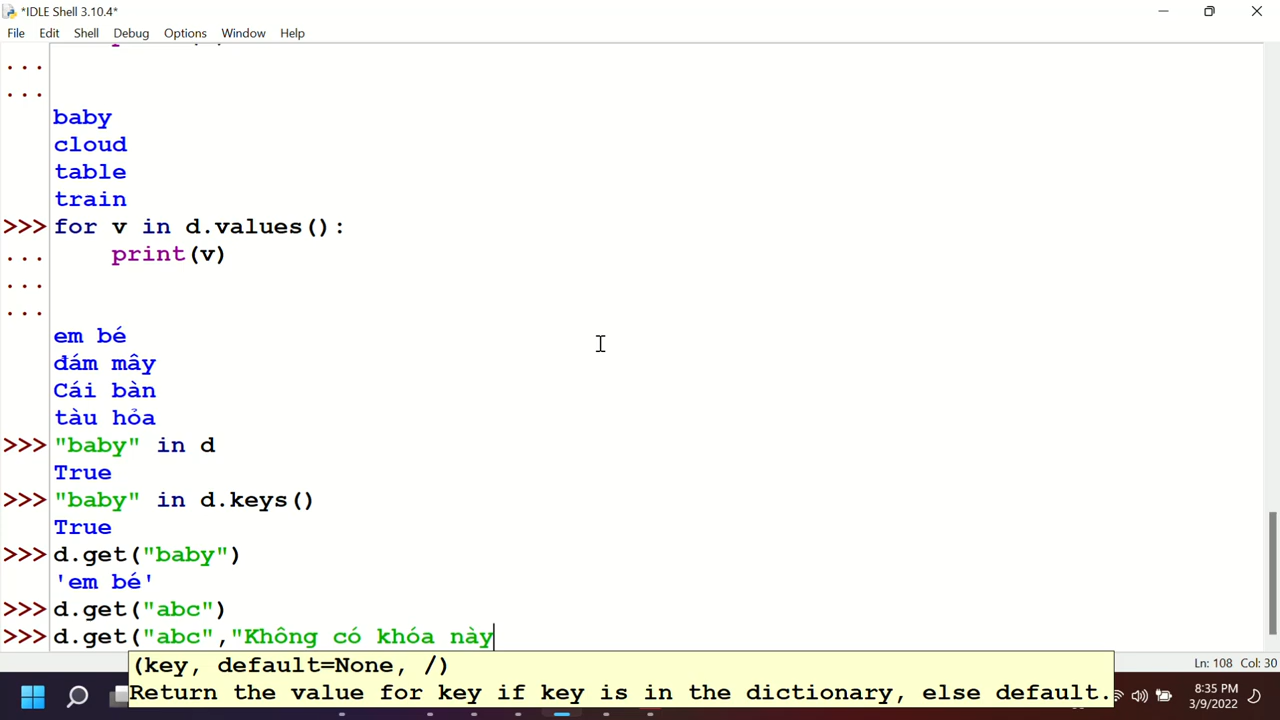 *IDLE Shell 3.10.4*
File Edit Shell Debug Options Window Help
...
...
baby
cloud
table
train
>>> for v in d.values():
... print(v)
...
...
em bé
đám mây
Cái bàn
tàu hỏa
>>> "baby" in d
True
>>> "baby" in d.keys()
True
>>> d.get("baby")
'em bé'
>>> d.get("abc")
>>> d.get("abc","Không có khóa này
(key, default=None, /)
Return the value for key if key is in the dictionary, else default.
Ln: 108 Col: 30
8:35 PM
3/9/2022